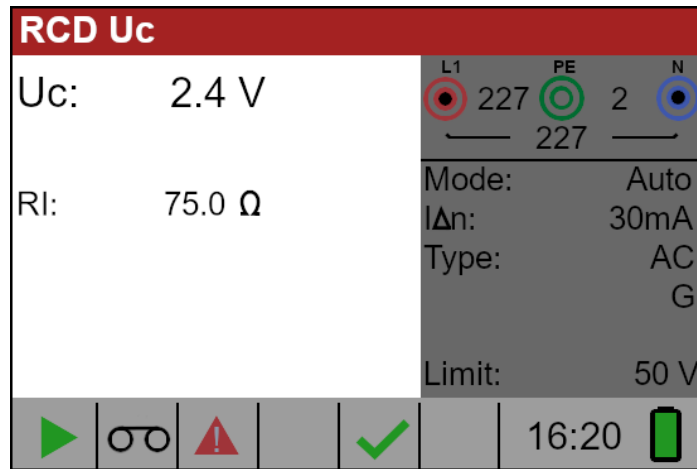 RCD Uc
Uc: 2.4 V
RI: 75.0 Ω
L1 PE N
227 2
227
Mode: Auto
IΔn: 30mA
Type: AC
G
Limit: 50 V
16:20